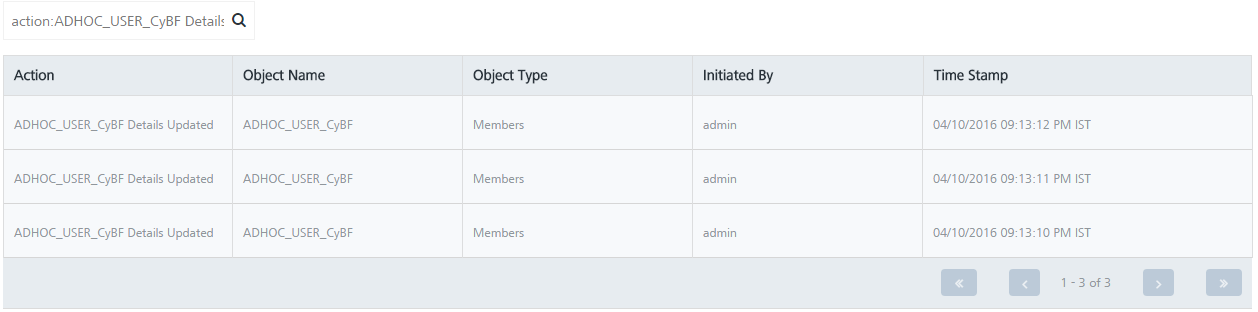 action:ADHOC_USER_CyBF Details
Action Object Name Object Type Initiated By Time Stamp
ADHOC_USER_CyBF Details Updated ADHOC_USER_CyBF Members admin 04/10/2016 09:13:12 PM IST
ADHOC_USER_CyBF Details Updated ADHOC_USER_CyBF Members admin 04/10/2016 09:13:11 PM IST
ADHOC_USER_CyBF Details Updated ADHOC_USER_CyBF Members admin 04/10/2016 09:13:10 PM IST
« ‹ 1 - 3 of 3 › »